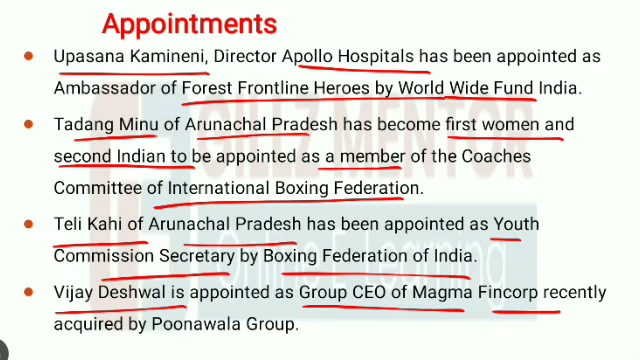 Appointments
• Upasana Kamineni, Director Apollo Hospitals has been appointed as
Ambassador of Forest Frontline Heroes by World Wide Fund India.
• Tadang Minu of Arunachal Pradesh has become first women and
second Indian to be appointed as a member of the Coaches
Committee of International Boxing Federation.
• Teli Kahi of Arunachal Pradesh has been appointed as Youth
Commission Secretary by Boxing Federation of India.
• Vijay Deshwal is appointed as Group CEO of Magma Fincorp recently
acquired by Poonawala Group.
GILLZ MENTOR
Online E-Learning